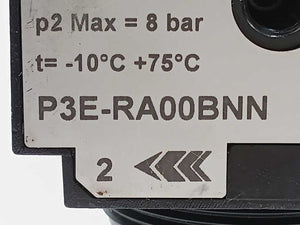 p2 Max = 8 bar
t= -10°C +75°C
P3E-RA00BNN
2